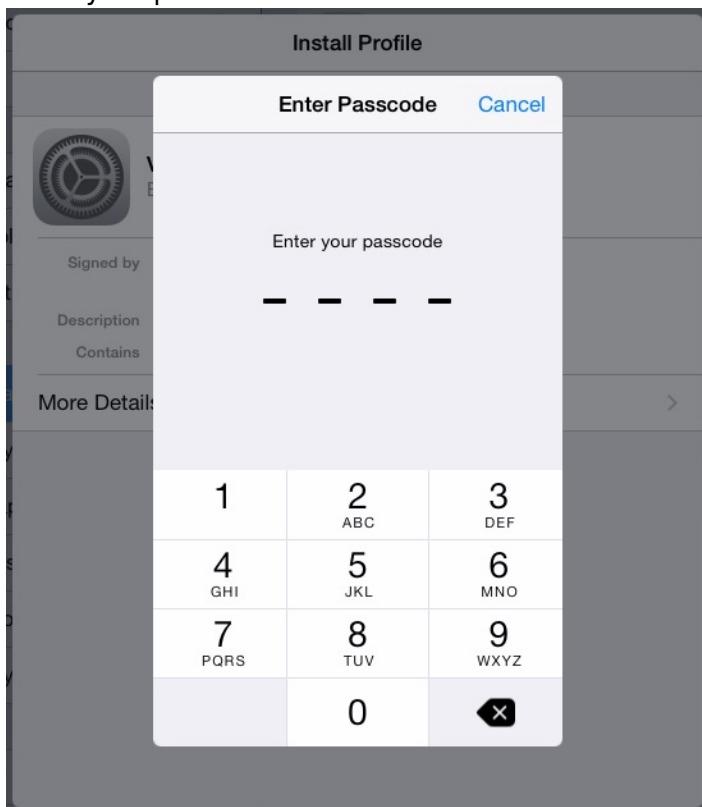 Install Profile
Enter Passcode Cancel
Enter your passcode
Signed by
Description
Contains
More Details
1 2 3
ABC DEF
4 5 6
GHI JKL MNO
7 8 9
PQRS TUV WXYZ
0